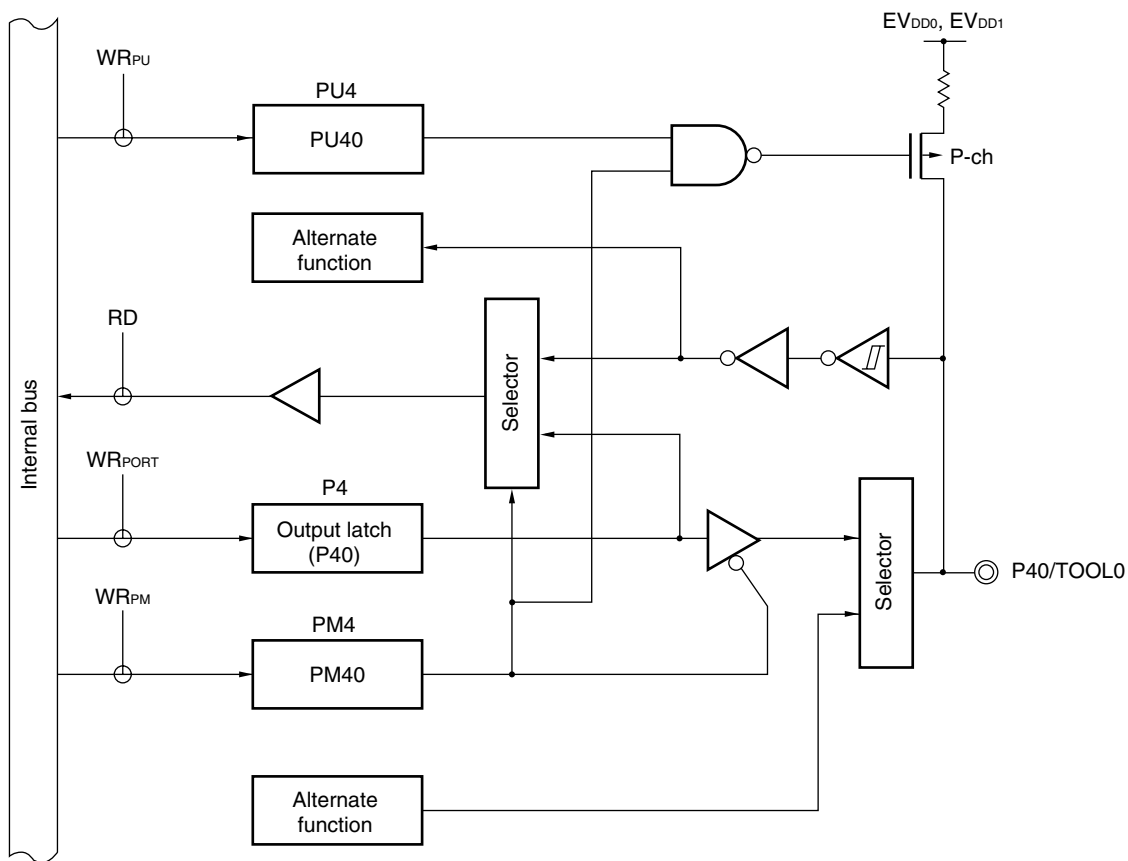 EVDD0, EVDD1
WRPU
PU4
PU40
P-ch
Alternate
function
RD
Selector
Internal bus
WRPORT
P4
Output latch
(P40)
Selector
P40/TOOL0
WRPM
PM4
PM40
Alternate
function